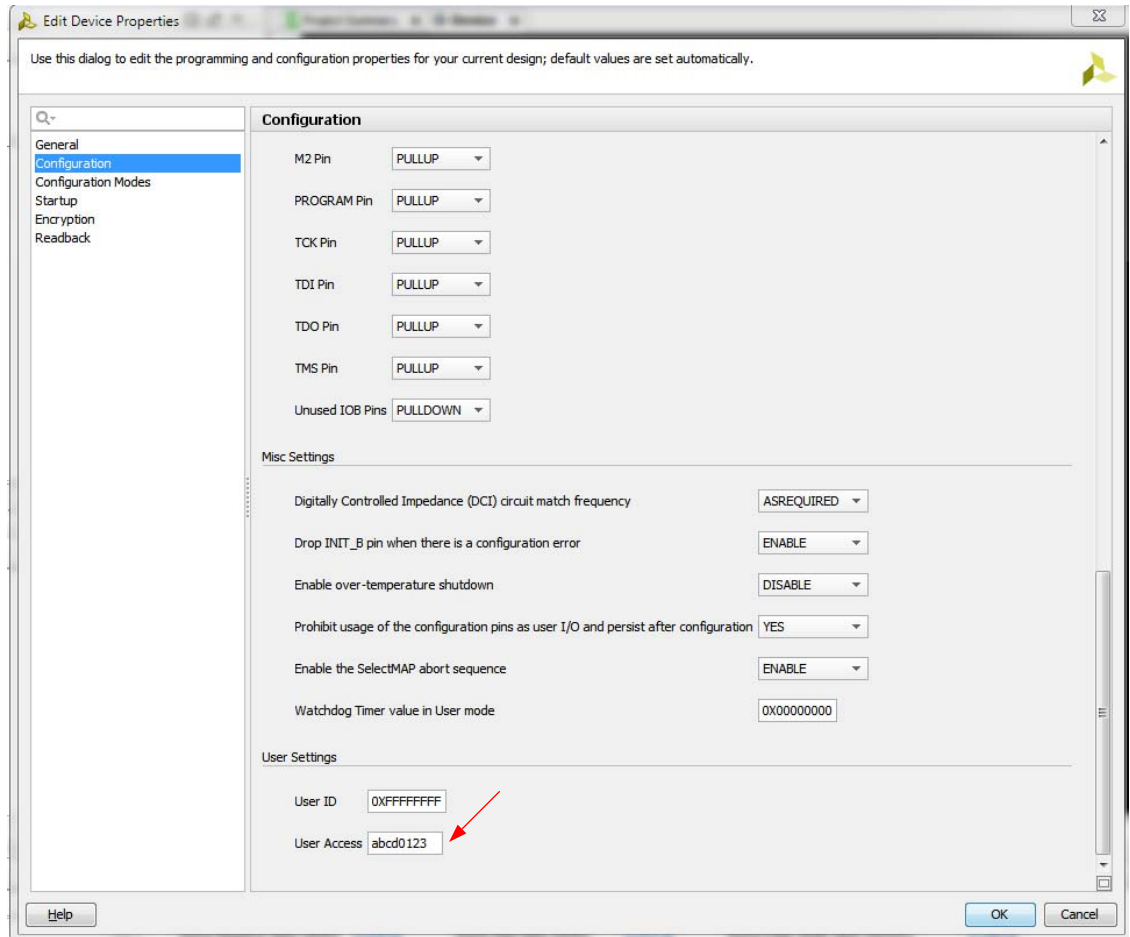 Edit Device Properties
Project Summary
Device
Use this dialog to edit the programming and configuration properties for your current design; default values are set automatically.
General
Configuration
Configuration Modes
Startup
Encryption
Readback
Configuration
M2 Pin PULLUP
PROGRAM Pin PULLUP
TCK Pin PULLUP
TDI Pin PULLUP
TDO Pin PULLUP
TMS Pin PULLUP
Unused IOB Pins PULLDOWN
Misc Settings
Digitally Controlled Impedance (DCI) circuit match frequency ASREQUIRED
Drop INIT_B pin when there is a configuration error ENABLE
Enable over-temperature shutdown DISABLE
Prohibit usage of the configuration pins as user I/O and persist after configuration YES
Enable the SelectMAP abort sequence ENABLE
Watchdog Timer value in User mode 0X00000000
User Settings
User ID 0XFFFFFFFF
User Access abcd0123
Help
OK
Cancel